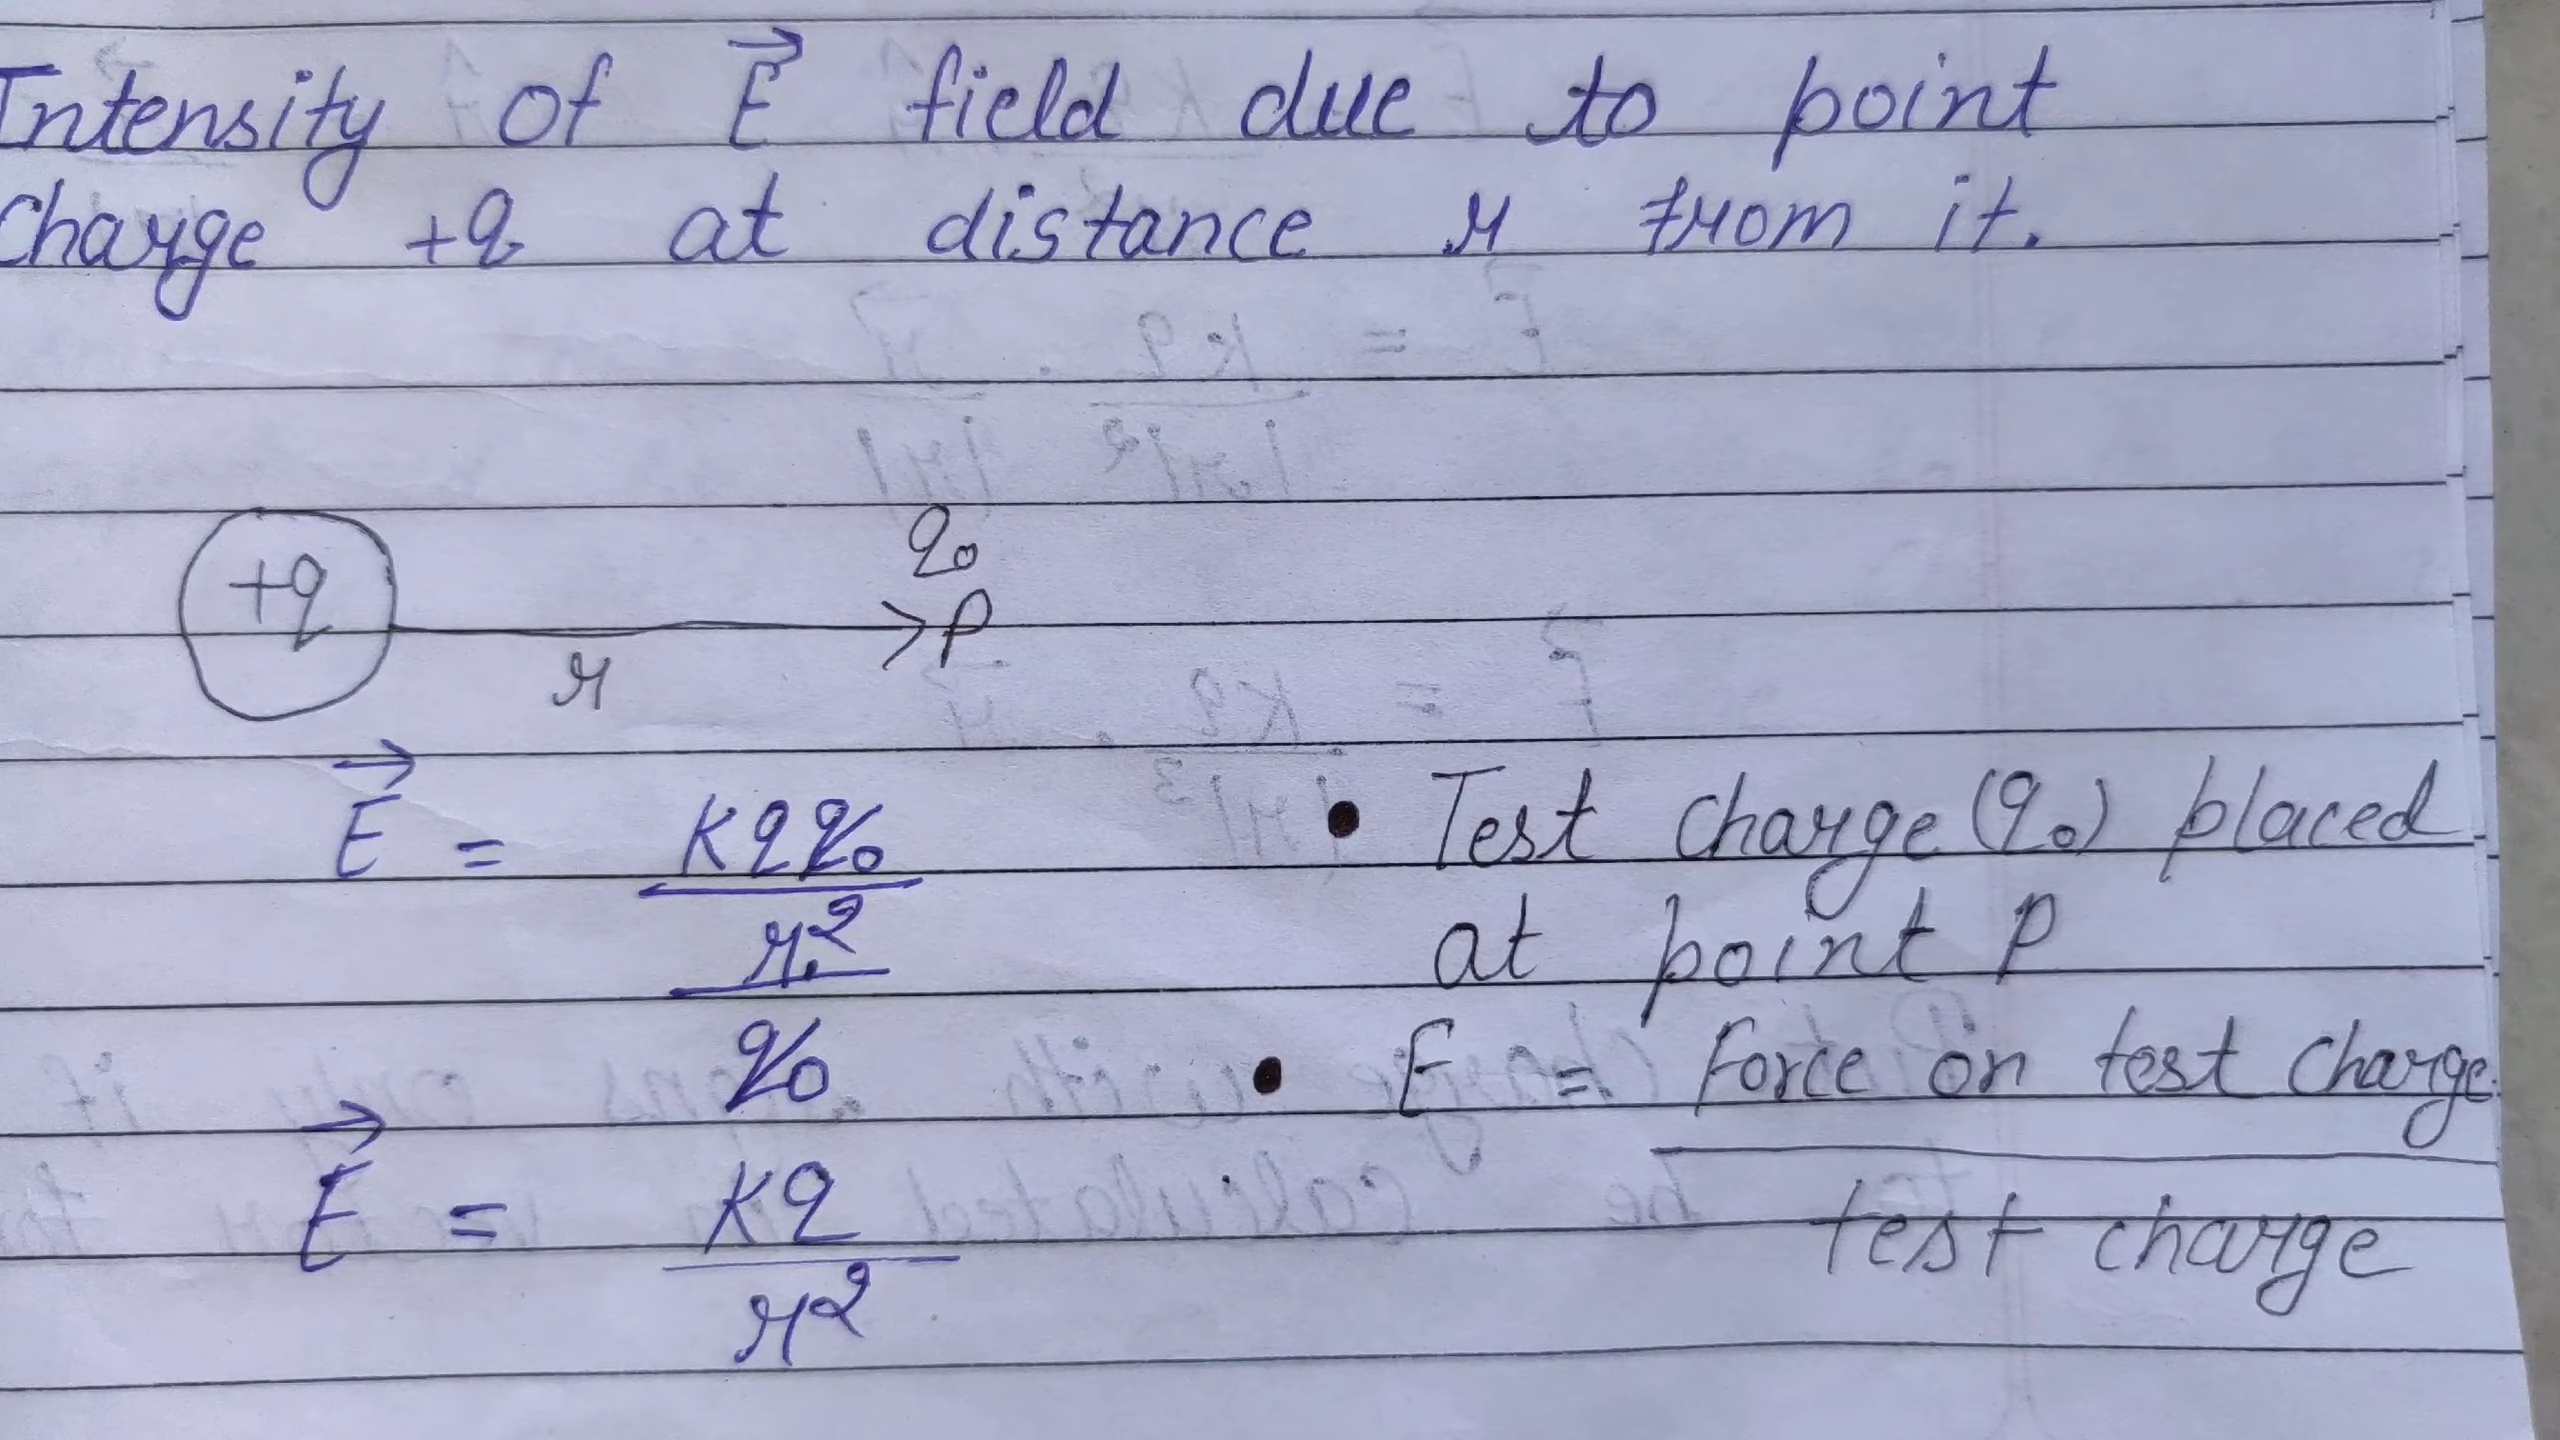 Intensity of E⃗ field due to point
charge +q at distance r from it.
+q
q₀
P
r
E⃗ = Kqq₀
r²
q₀
E⃗ = Kq
r²
• Test charge (q₀) placed
at point P
• E = Force on test charge
test charge